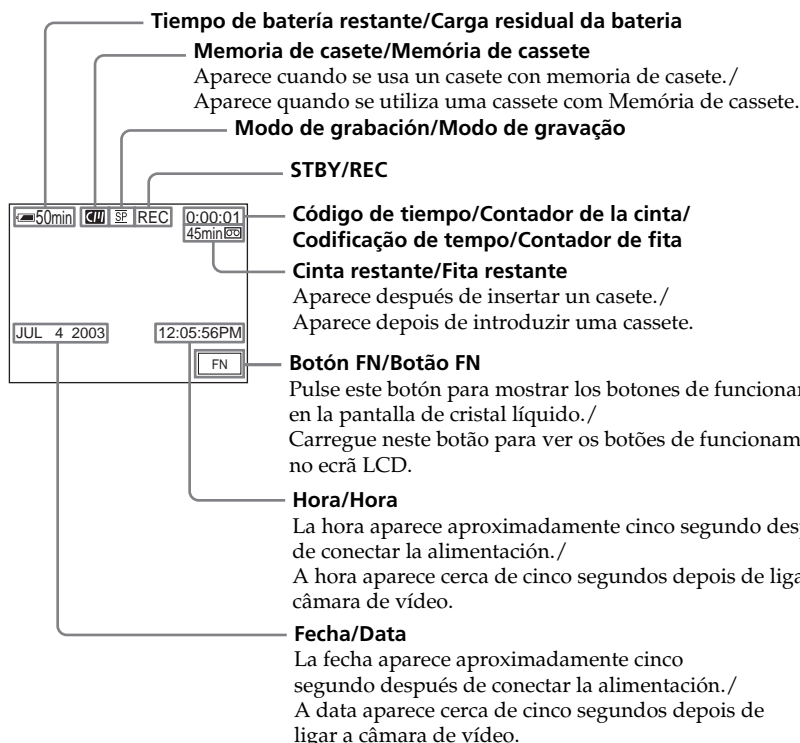 Tiempo de batería restante/Carga residual da bateria
Memoria de casete/Memória de cassete
Aparece cuando se usa un casete con memoria de casete./
Aparece quando se utiliza uma cassete com Memória de cassete.
Modo de grabación/Modo de gravação
STBY/REC
50min SP REC 0:00:01
45min
Código de tiempo/Contador de la cinta/
Codificação de tempo/Contador de fita
Cinta restante/Fita restante
Aparece después de insertar un casete./
Aparece depois de introduzir uma cassete.
JUL 4 2003 12:05:56PM
FN
Botón FN/Botão FN
Pulse este botón para mostrar los botones de
en la pantalla de cristal líquido./
Carregue neste botão para ver os botões de
no ecrã LCD.
Hora/Hora
La hora aparece aproximadamente cinco segundo
de conectar la alimentación./
A hora aparece cerca de cinco segundos depois de
câmara de vídeo.
Fecha/Data
La fecha aparece aproximadamente cinco
segundo después de conectar la alimentación./
A data aparece cerca de cinco segundos depois de
ligar a câmara de vídeo.